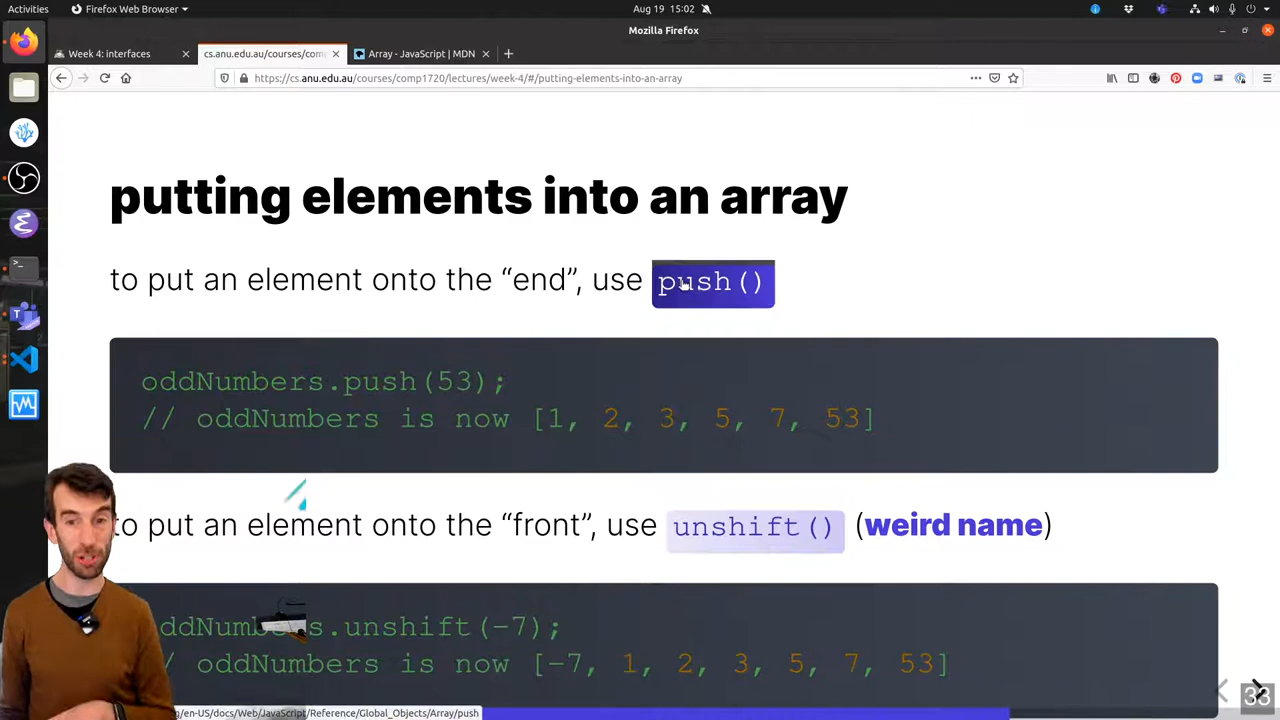 Activities
Firefox Web Browser
Aug 19 15:02
Mozilla Firefox
Week 4: interfaces
cs.anu.edu.au/courses/com
Array - JavaScript | MDN
https://cs.anu.edu.au/courses/comp1720/lectures/week-4/#/putting-elements-into-an-array
putting elements into an array
to put an element onto the “end”, use push()
oddNumbers.push(53);
// oddNumbers is now [1, 2, 3, 5, 7, 53]
to put an element onto the “front”, use unshift() (weird name)
ddNumbers.unshift(-7);
/ oddNumbers is now [-7, 1, 2, 3, 5, 7, 53]
33
g/en-US/docs/Web/JavaScript/Reference/Global_Objects/Array/push